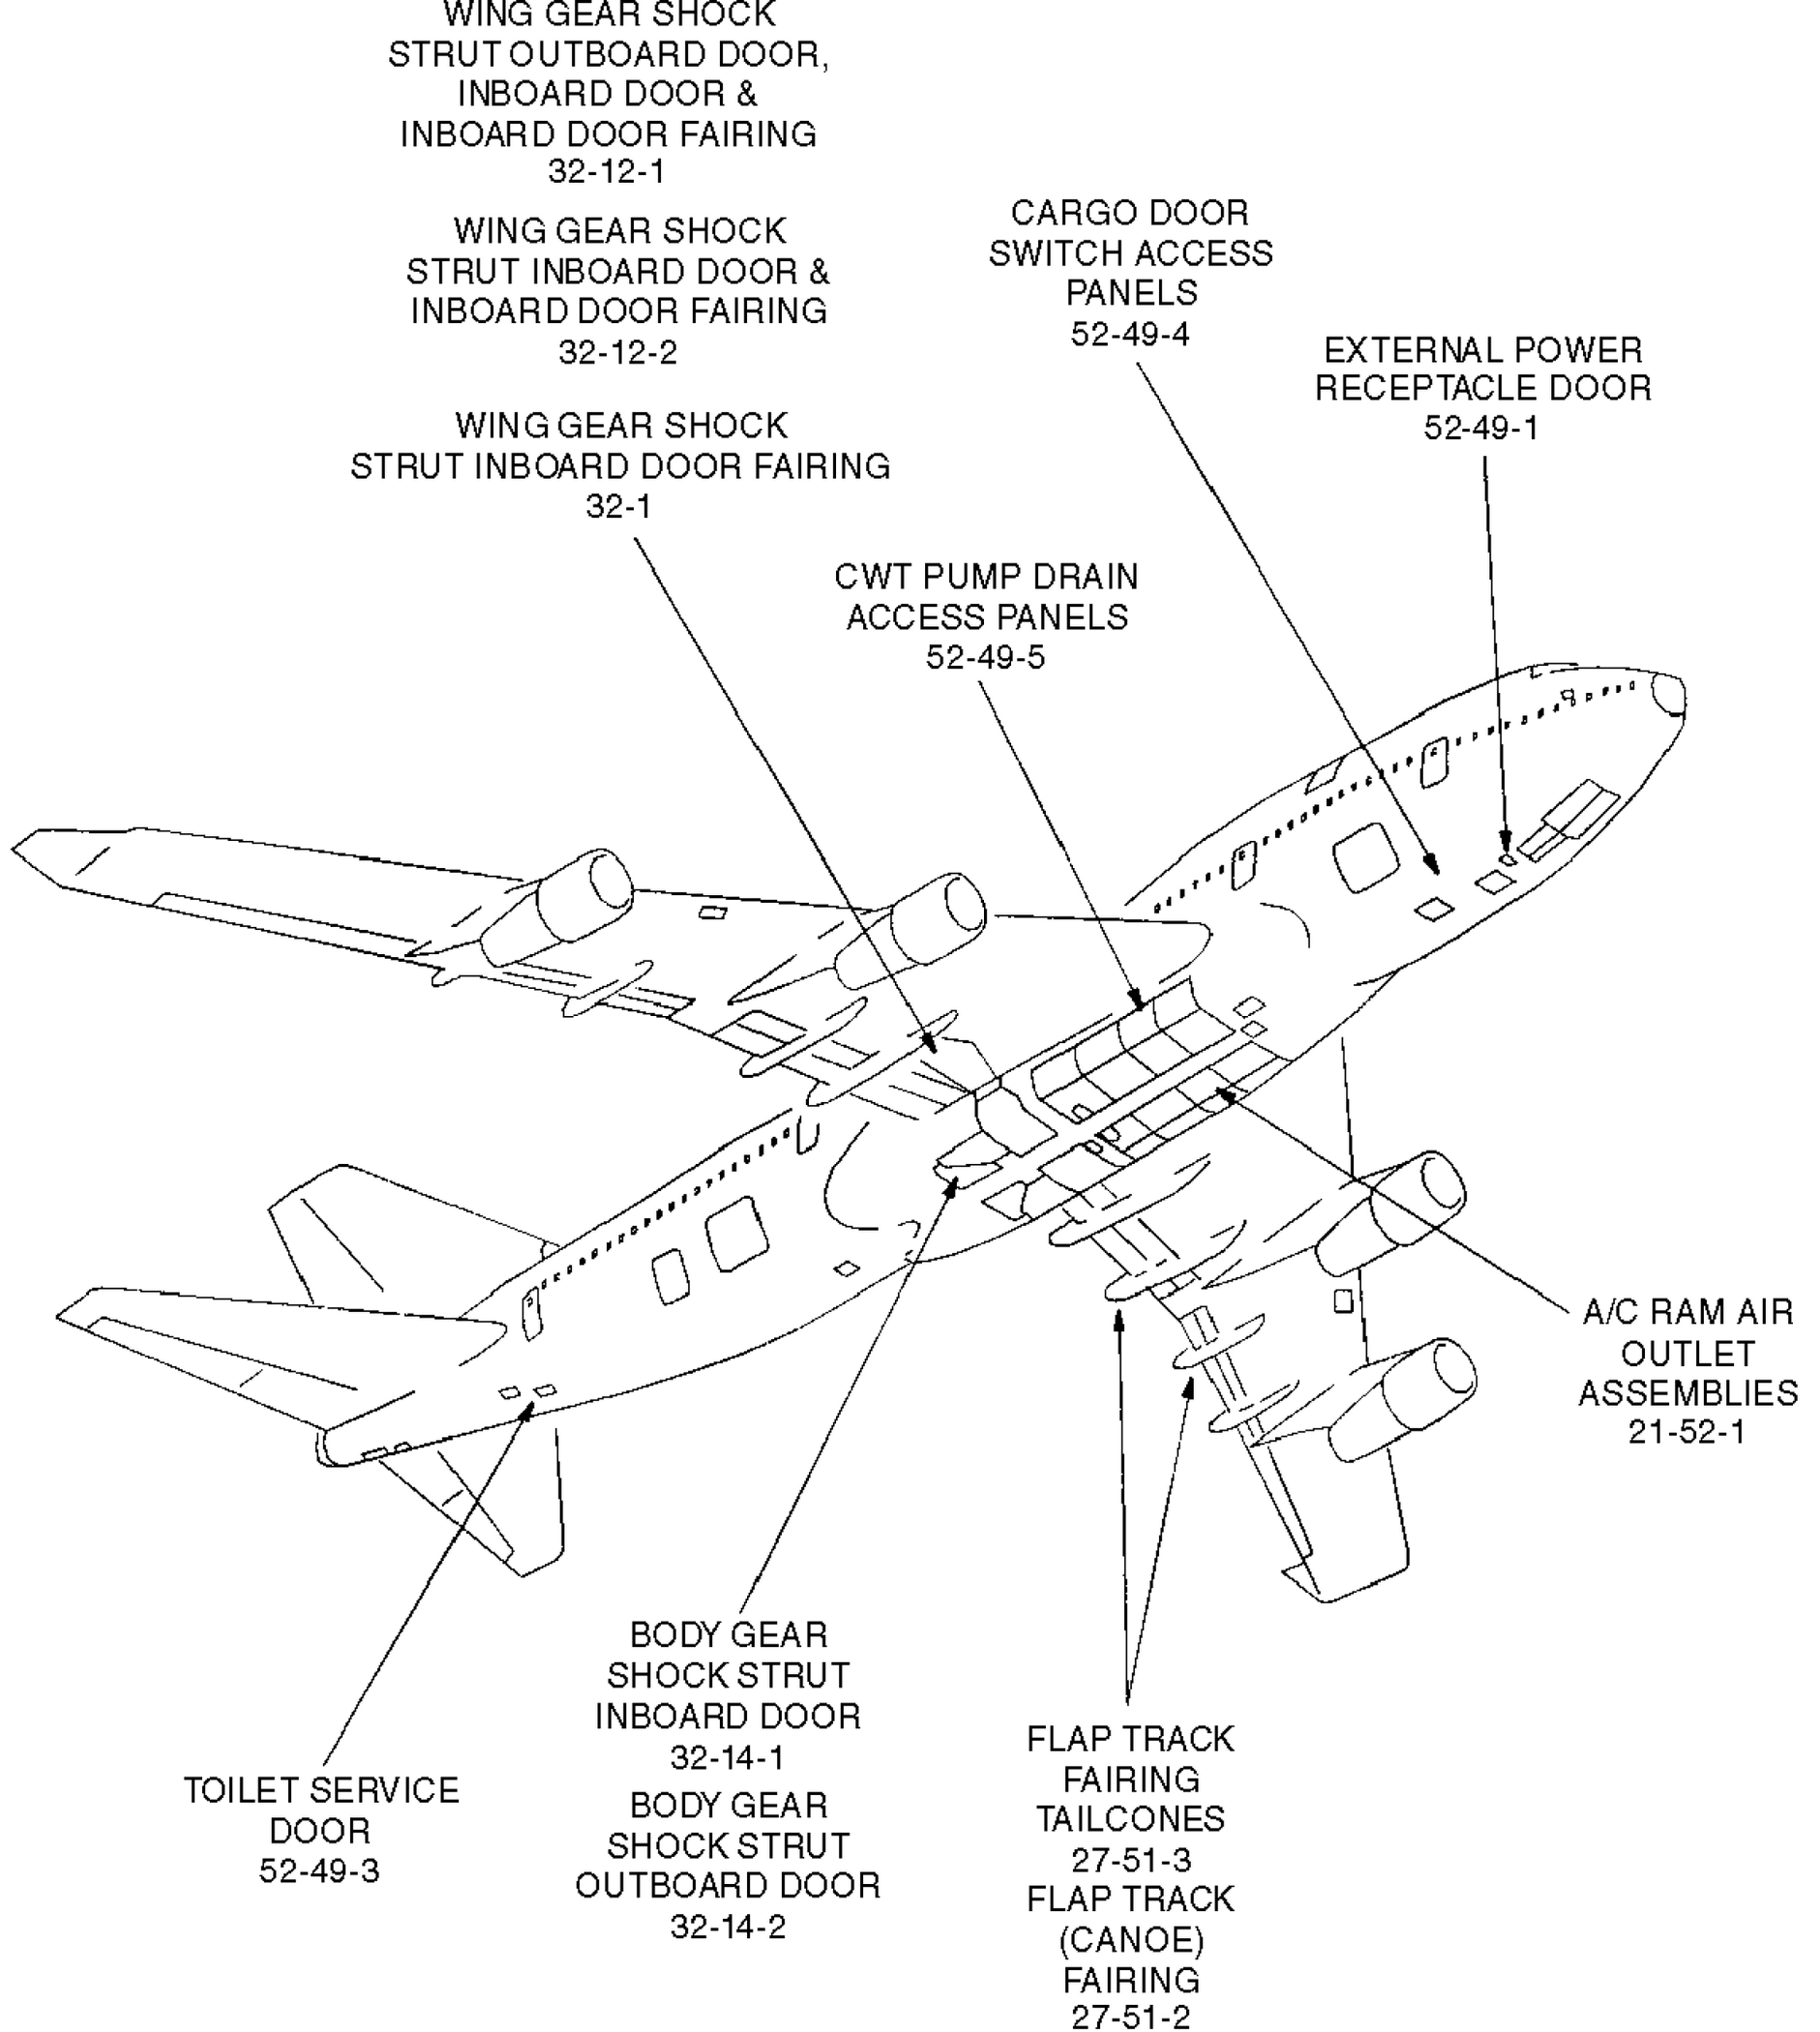 WING GEAR SHOCK
STRUT OUTBOARD DOOR,
INBOARD DOOR &
INBOARD DOOR FAIRING
32-12-1
WING GEAR SHOCK
STRUT INBOARD DOOR &
INBOARD DOOR FAIRING
32-12-2
WING GEAR SHOCK
STRUT INBOARD DOOR FAIRING
32-1
CARGO DOOR
SWITCH ACCESS
PANELS
52-49-4
EXTERNAL POWER
RECEPTACLE DOOR
52-49-1
CWT PUMP DRAIN
ACCESS PANELS
52-49-5
A/C RAM AIR
OUTLET
ASSEMBLIES
21-52-1
TOILET SERVICE
DOOR
52-49-3
BODY GEAR
SHOCK STRUT
INBOARD DOOR
32-14-1
BODY GEAR
SHOCK STRUT
OUTBOARD DOOR
32-14-2
FLAP TRACK
FAIRING
TAILCONES
27-51-3
FLAP TRACK
(CANOE)
FAIRING
27-51-2